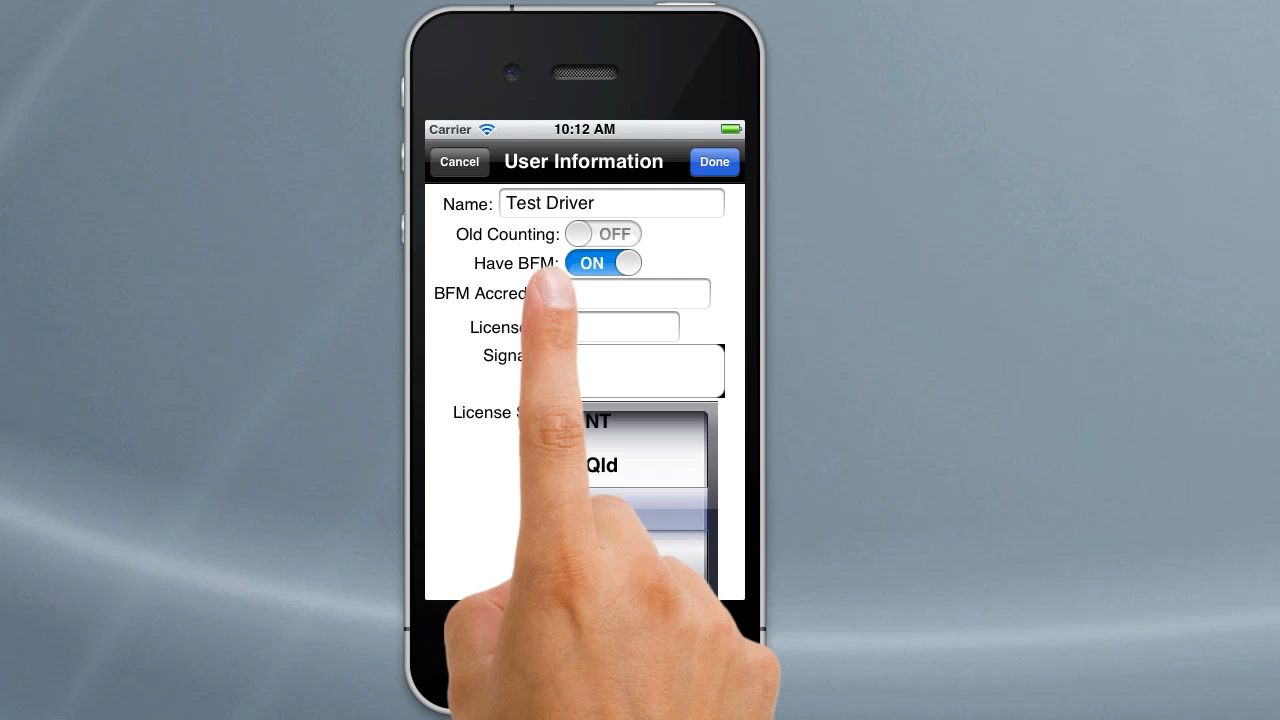 Carrier 10:12 AM
Cancel User Information Done
Name: Test Driver
Old Counting: OFF
Have BFM: ON
BFM Accred
License
Signa
License
NT
Qld